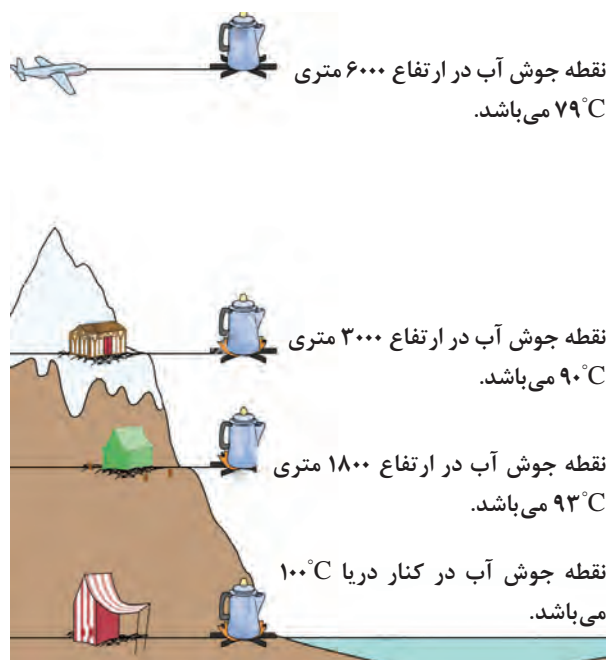 نقطه جوش آب در ارتفاع ۶۰۰۰ متری
۷۹°C می‌باشد.
نقطه جوش آب در ارتفاع ۳۰۰۰ متری
۹۰°C می‌باشد.
نقطه جوش آب در ارتفاع ۱۸۰۰ متری
۹۳°C می‌باشد.
نقطه جوش آب در کنار دریا ۱۰۰°C
می‌باشد.